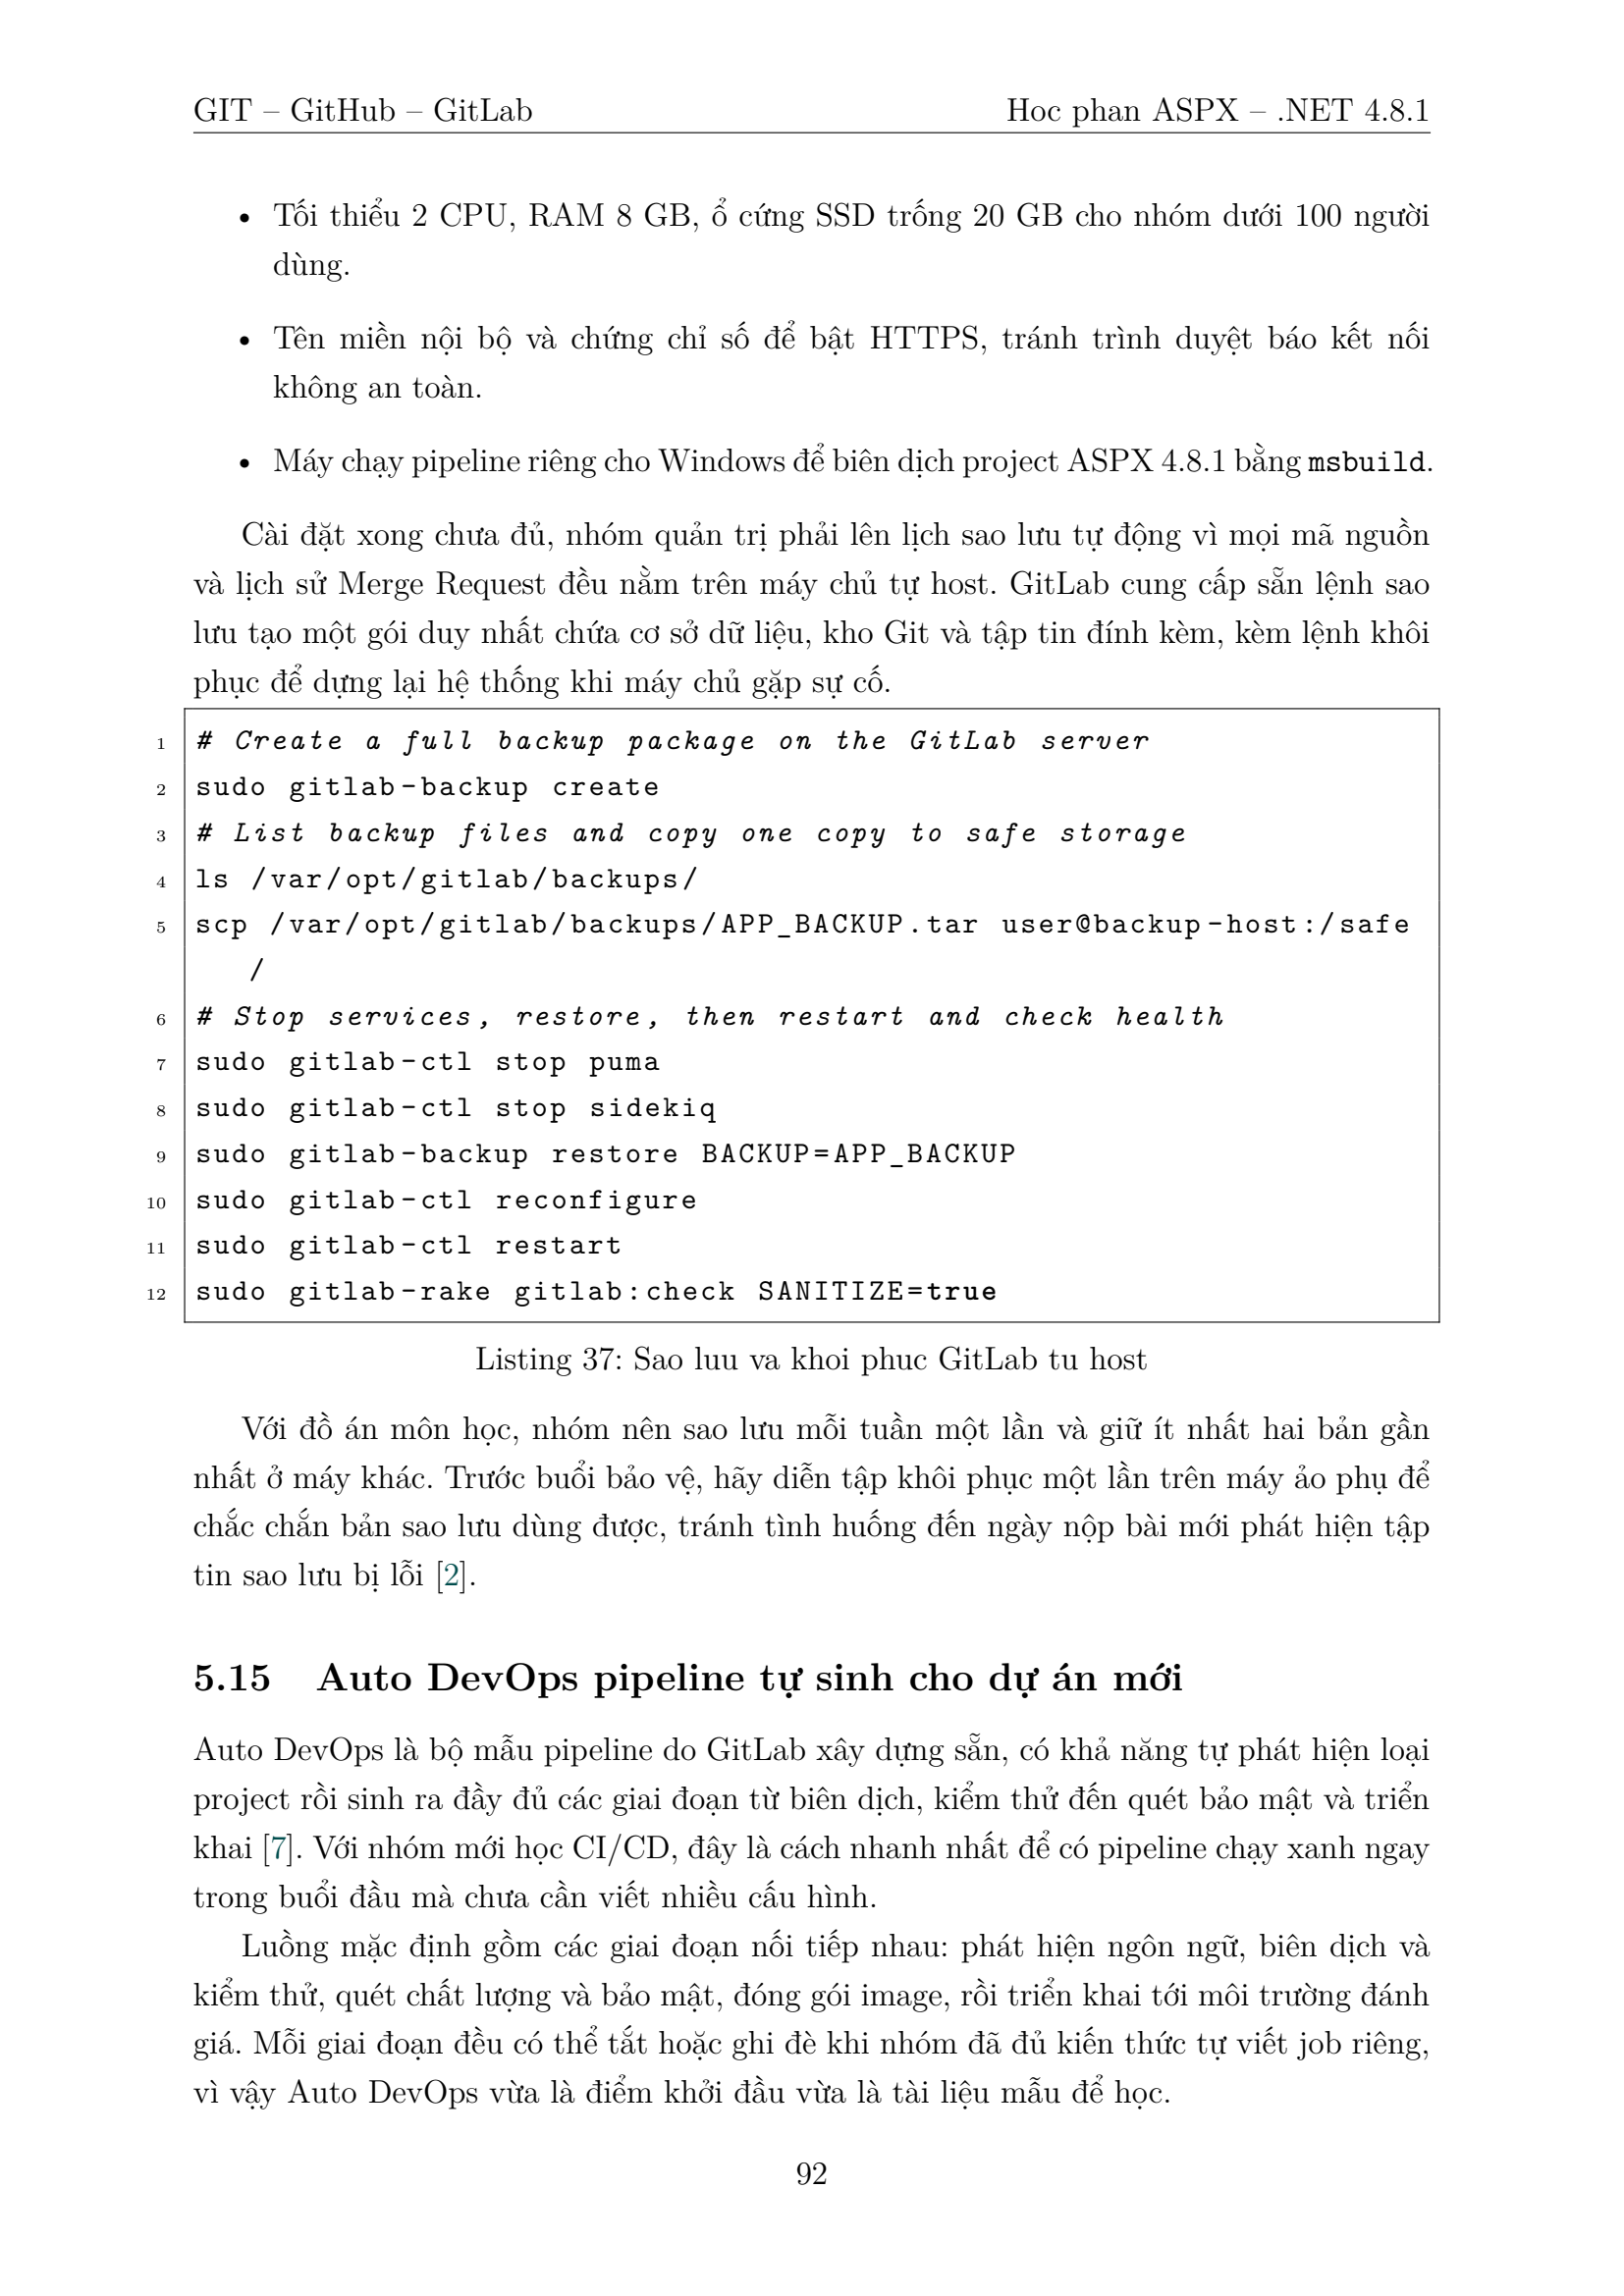 GIT – GitHub – GitLab Hoc phan ASPX – .NET 4.8.1
• Tối thiểu 2 CPU, RAM 8 GB, ổ cứng SSD trống 20 GB cho nhóm dưới 100 người
dùng.
• Tên miền nội bộ và chứng chỉ số để bật HTTPS, tránh trình duyệt báo kết nối
không an toàn.
• Máy chạy pipeline riêng cho Windows để biên dịch project ASPX 4.8.1 bằng msbuild.
Cài đặt xong chưa đủ, nhóm quản trị phải lên lịch sao lưu tự động vì mọi mã nguồn
và lịch sử Merge Request đều nằm trên máy chủ tự host. GitLab cung cấp sẵn lệnh sao
lưu tạo một gói duy nhất chứa cơ sở dữ liệu, kho Git và tập tin đính kèm, kèm lệnh khôi
phục để dựng lại hệ thống khi máy chủ gặp sự cố.
1 # Create a full backup package on the GitLab server
2 sudo gitlab-backup create
3 # List backup files and copy one copy to safe storage
4 ls /var/opt/gitlab/backups/
5 scp /var/opt/gitlab/backups/APP_BACKUP.tar user@backup-host:/safe
/
6 # Stop services, restore, then restart and check health
7 sudo gitlab-ctl stop puma
8 sudo gitlab-ctl stop sidekiq
9 sudo gitlab-backup restore BACKUP=APP_BACKUP
10 sudo gitlab-ctl reconfigure
11 sudo gitlab-ctl restart
12 sudo gitlab-rake gitlab:check SANITIZE=true
Listing 37: Sao luu va khoi phuc GitLab tu host
Với đồ án môn học, nhóm nên sao lưu mỗi tuần một lần và giữ ít nhất hai bản gần
nhất ở máy khác. Trước buổi bảo vệ, hãy diễn tập khôi phục một lần trên máy ảo phụ để
chắc chắn bản sao lưu dùng được, tránh tình huống đến ngày nộp bài mới phát hiện tập
tin sao lưu bị lỗi [2].
5.15 Auto DevOps pipeline tự sinh cho dự án mới
Auto DevOps là bộ mẫu pipeline do GitLab xây dựng sẵn, có khả năng tự phát hiện loại
project rồi sinh ra đầy đủ các giai đoạn từ biên dịch, kiểm thử đến quét bảo mật và triển
khai [7]. Với nhóm mới học CI/CD, đây là cách nhanh nhất để có pipeline chạy xanh ngay
trong buổi đầu mà chưa cần viết nhiều cấu hình.
Luồng mặc định gồm các giai đoạn nối tiếp nhau: phát hiện ngôn ngữ, biên dịch và
kiểm thử, quét chất lượng và bảo mật, đóng gói image, rồi triển khai tới môi trường đánh
giá. Mỗi giai đoạn đều có thể tắt hoặc ghi đè khi nhóm đã đủ kiến thức tự viết job riêng,
vì vậy Auto DevOps vừa là điểm khởi đầu vừa là tài liệu mẫu để học.
92